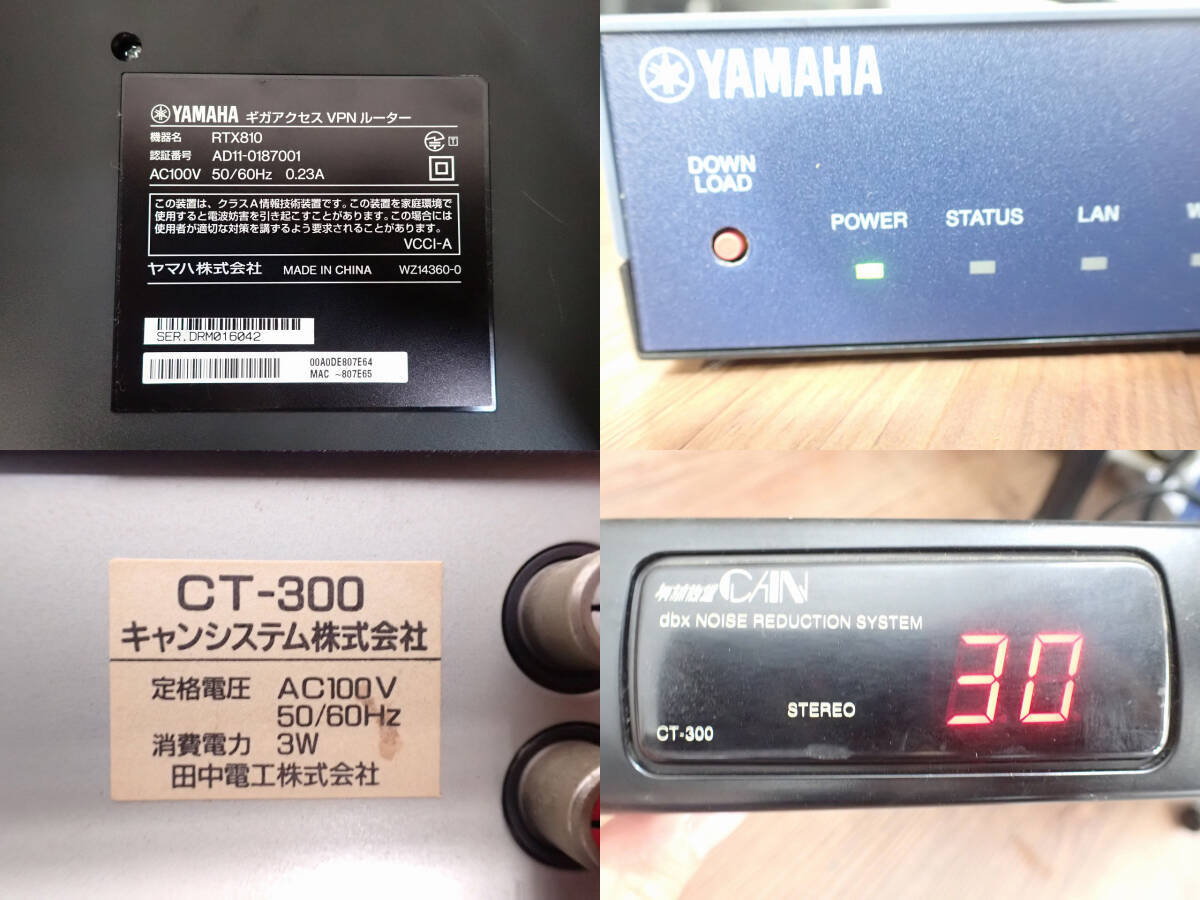 YAMAHA ギガアクセス VPN ルーター
機器名 RTX810
認証番号 AD11-0187001
AC100V 50/60Hz 0.23A
この装置は、クラスA情報技術装置です。この装置を家庭環境で
使用すると電波妨害を引き起こすことがあります。この場合には
使用者が適切な対策を講ずるよう要求されることがあります。
VCCI-A
ヤマハ株式会社 MADE IN CHINA WZ14360-0
SER.DRM016042
00A0DE807E64
MAC ~807E65
YAMAHA
DOWN
LOAD
POWER STATUS LAN
CT-300
キャンシステム株式会社
定格電圧 AC100V
50/60Hz
消費電力 3W
田中電工株式会社
有線放送 CAN
dbx NOISE REDUCTION SYSTEM
30
STEREO
CT-300